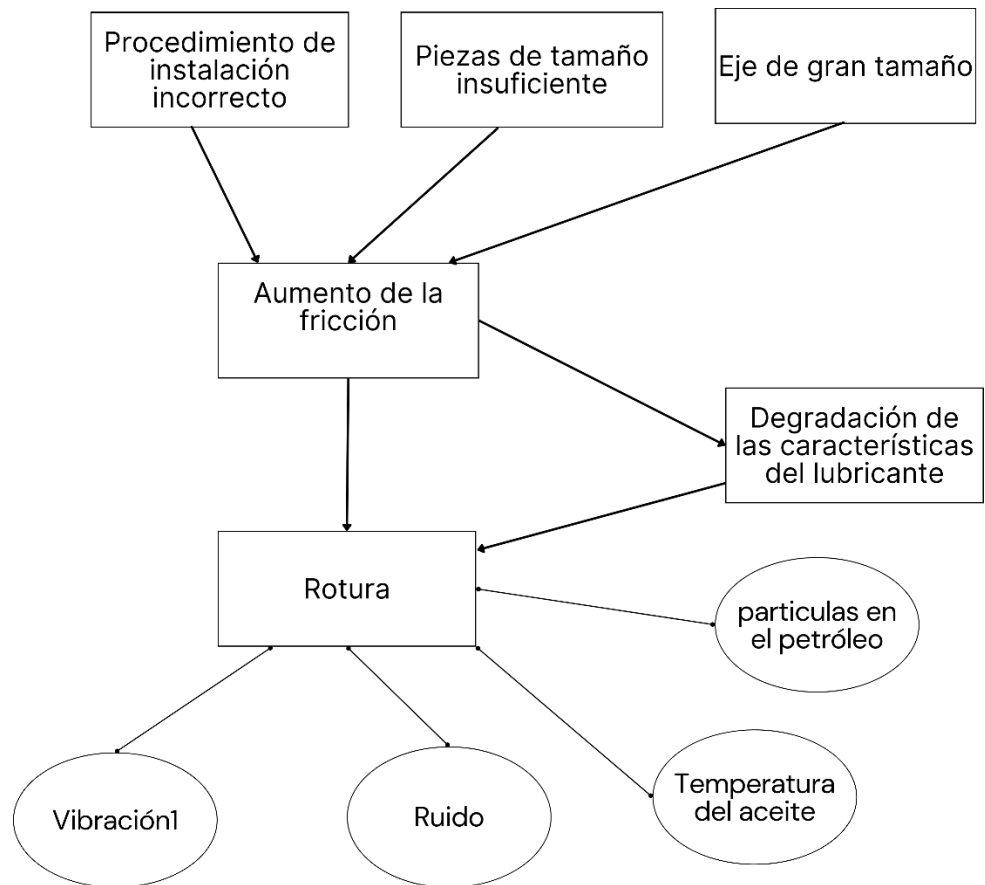 Procedimiento de
instalación
incorrecto
Piezas de tamaño
insuficiente
Eje de gran tamaño
Aumento de la
fricción
Degradación de
las características
del lubricante
Rotura
particulas en
el petróleo
Temperatura
del aceite
Vibración1
Ruido